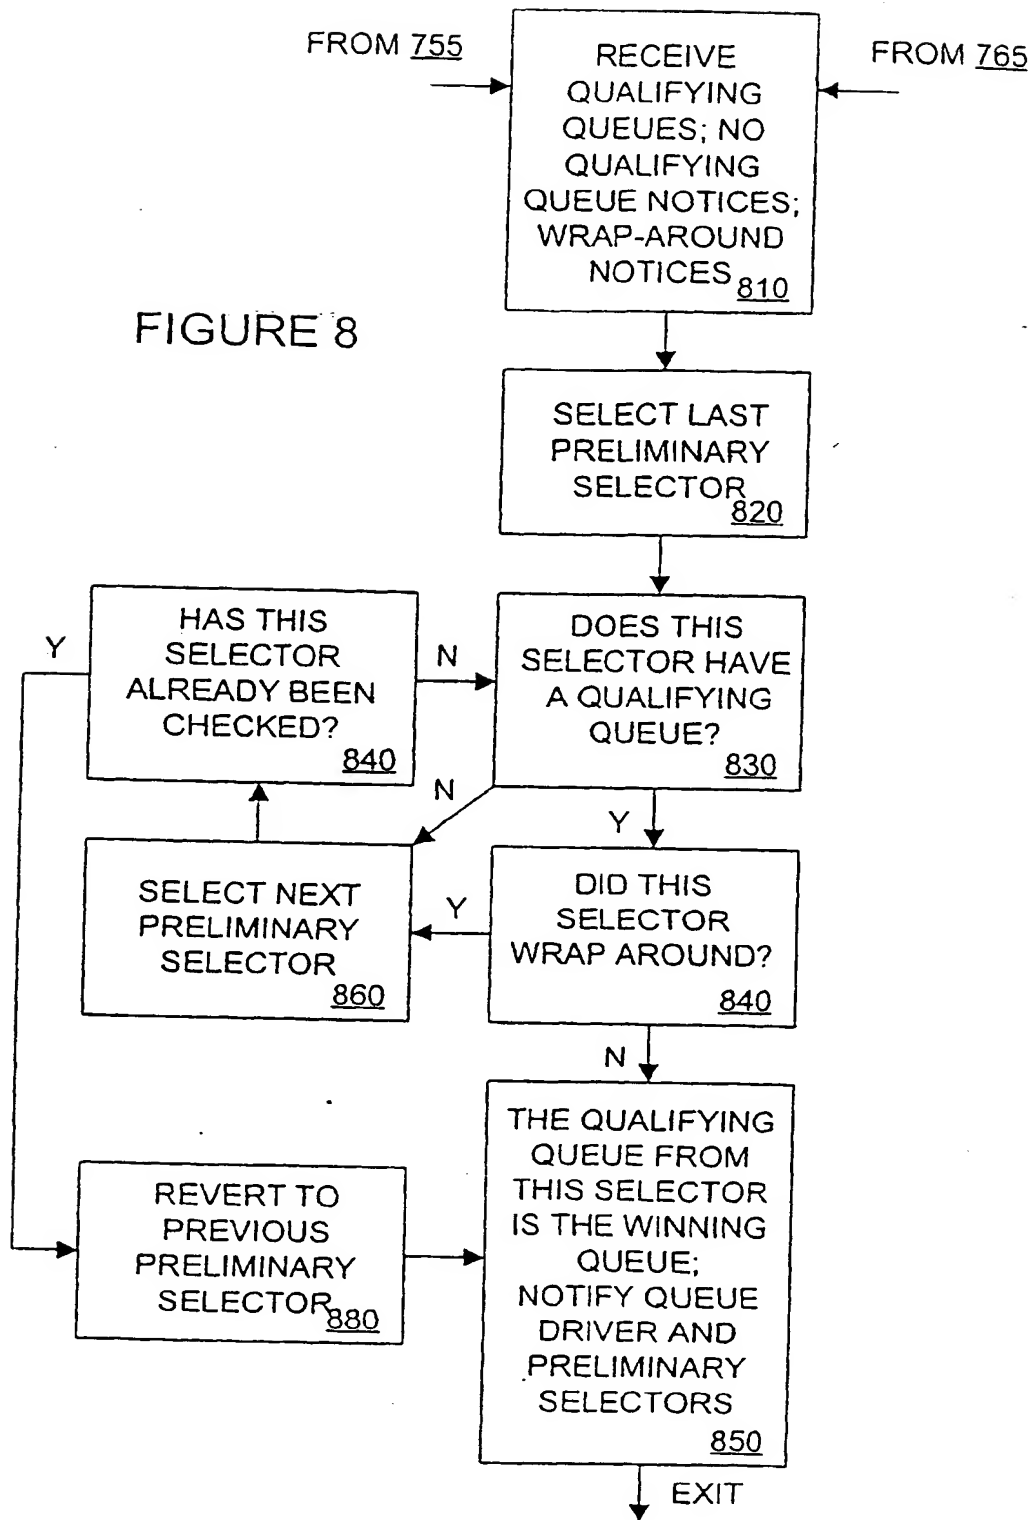 FROM 755
FROM 765
RECEIVE
QUALIFYING
QUEUES; NO
QUALIFYING
QUEUE NOTICES;
WRAP-AROUND
NOTICES 810
FIGURE 8
SELECT LAST
PRELIMINARY
SELECTOR
820
HAS THIS
SELECTOR
ALREADY BEEN
CHECKED?
840
Y
N
DOES THIS
SELECTOR HAVE
A QUALIFYING
QUEUE?
830
N
Y
SELECT NEXT
PRELIMINARY
SELECTOR
860
Y
DID THIS
SELECTOR
WRAP AROUND?
840
N
REVERT TO
PREVIOUS
PRELIMINARY
SELECTOR
880
THE QUALIFYING
QUEUE FROM
THIS SELECTOR
IS THE WINNING
QUEUE;
NOTIFY QUEUE
DRIVER AND
PRELIMINARY
SELECTORS
850
EXIT